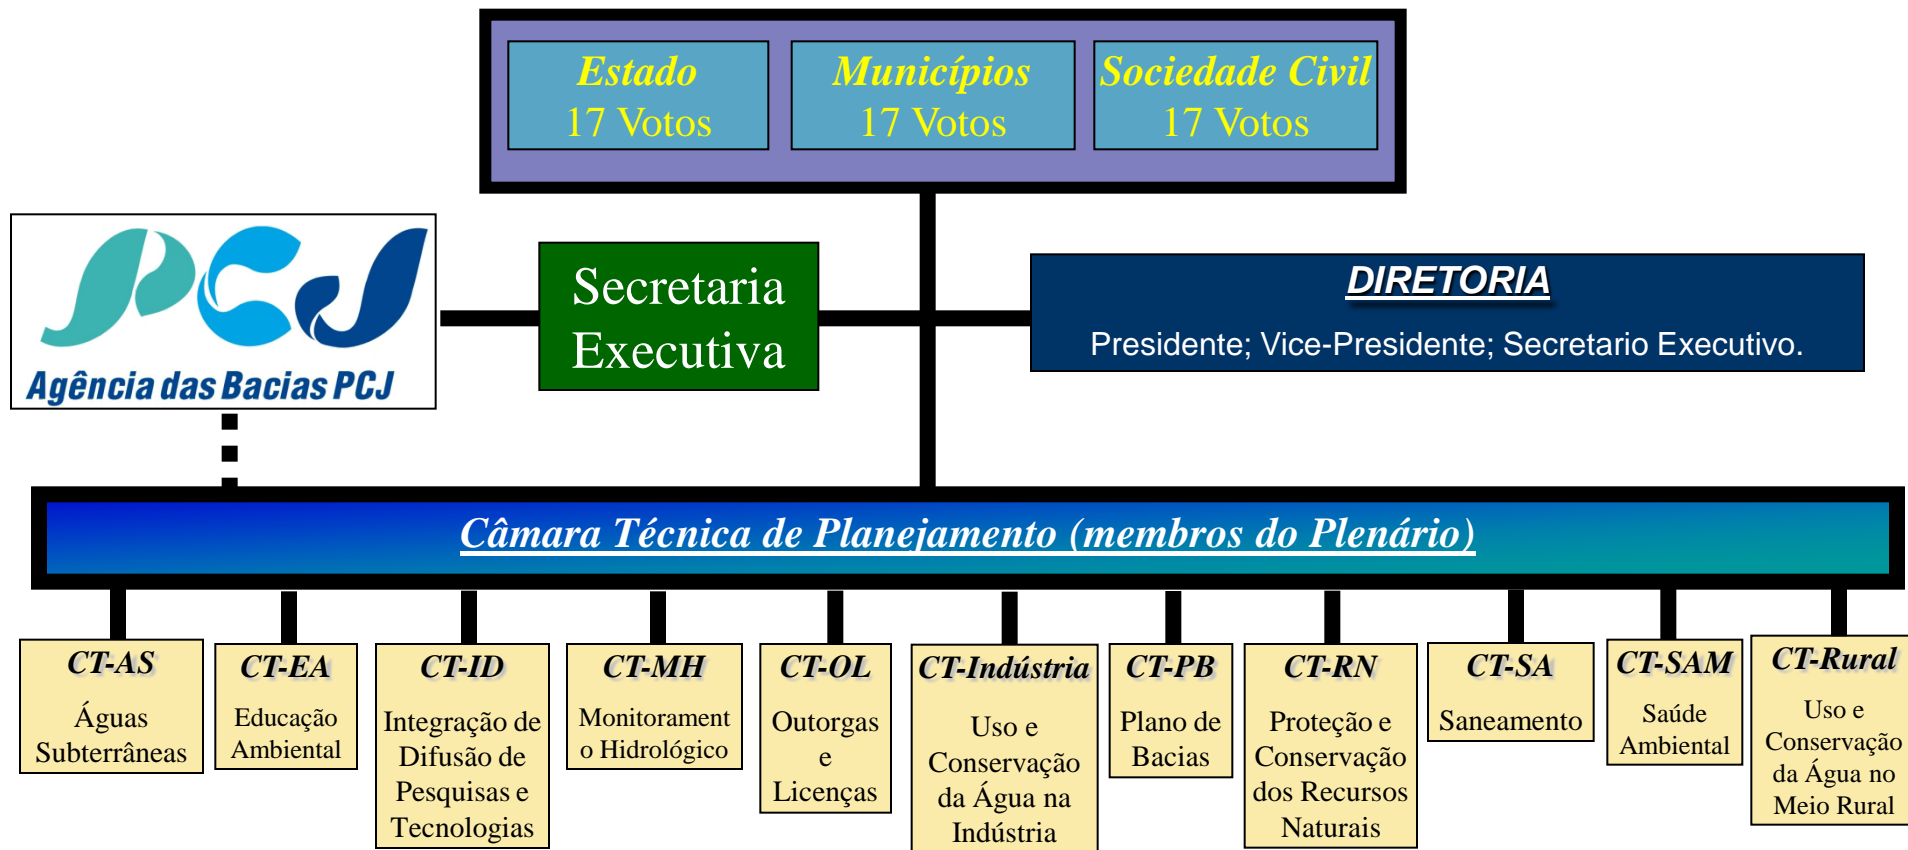 Estado
17 Votos
Municípios
17 Votos
Sociedade Civil
17 Votos
PCJ
Agência das Bacias PCJ
Secretaria
Executiva
DIRETORIA
Presidente; Vice-Presidente; Secretario Executivo.
Câmara Técnica de Planejamento (membros do Plenário)
CT-AS
Águas
Subterrâneas
CT-EA
Educação
Ambiental
CT-ID
Integração de
Difusão de
Pesquisas e
Tecnologias
CT-MH
Monitorament
o Hidrológico
CT-OL
Outorgas
e
Licenças
CT-Indústria
Uso e
Conservação
da Água na
Indústria
CT-PB
Plano de
Bacias
CT-RN
Proteção e
Conservação
dos Recursos
Naturais
CT-SA
Saneamento
CT-SAM
Saúde
Ambiental
CT-Rural
Uso e
Conservação
da Água no
Meio Rural